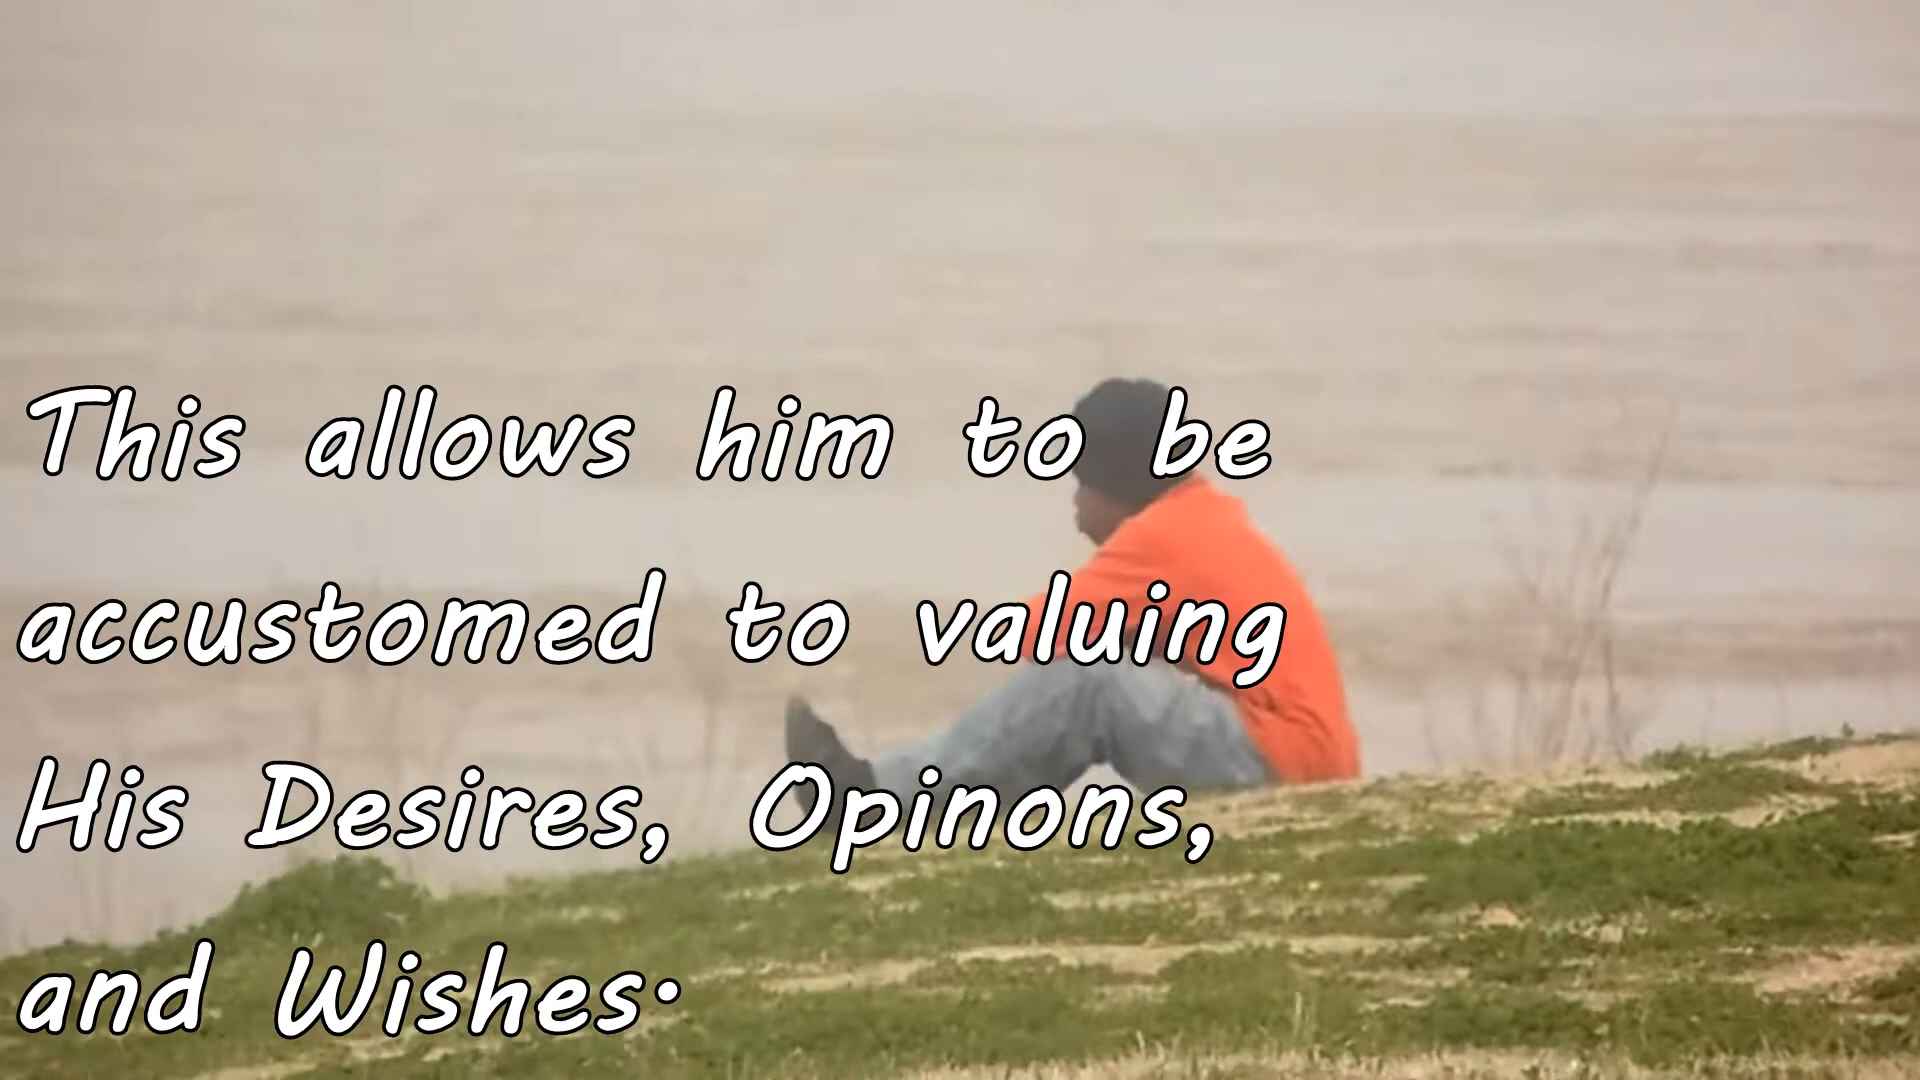 This allows him to be
accustomed to valuing
His Desires, Opinons,
and Wishes.